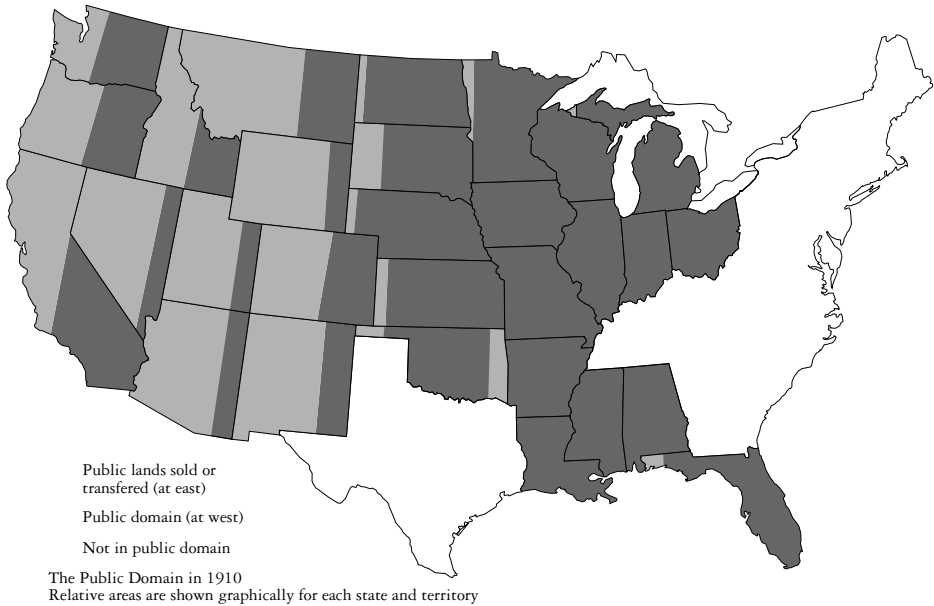 Public lands sold or
transfered (at east)
Public domain (at west)
Not in public domain
The Public Domain in 1910
Relative areas are shown graphically for each state and territory